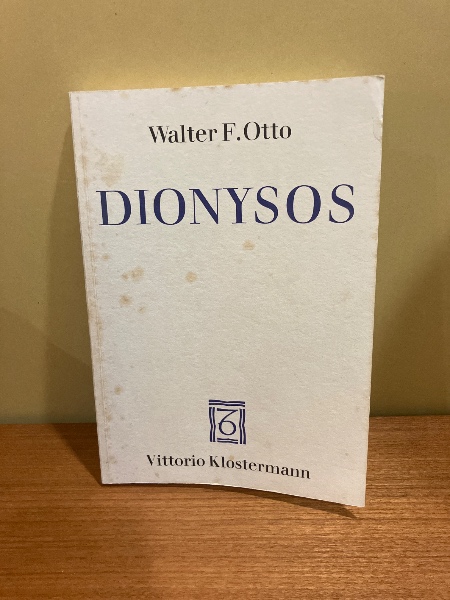 Walter F. Otto
DIONYSOS
Vittorio Klostermann